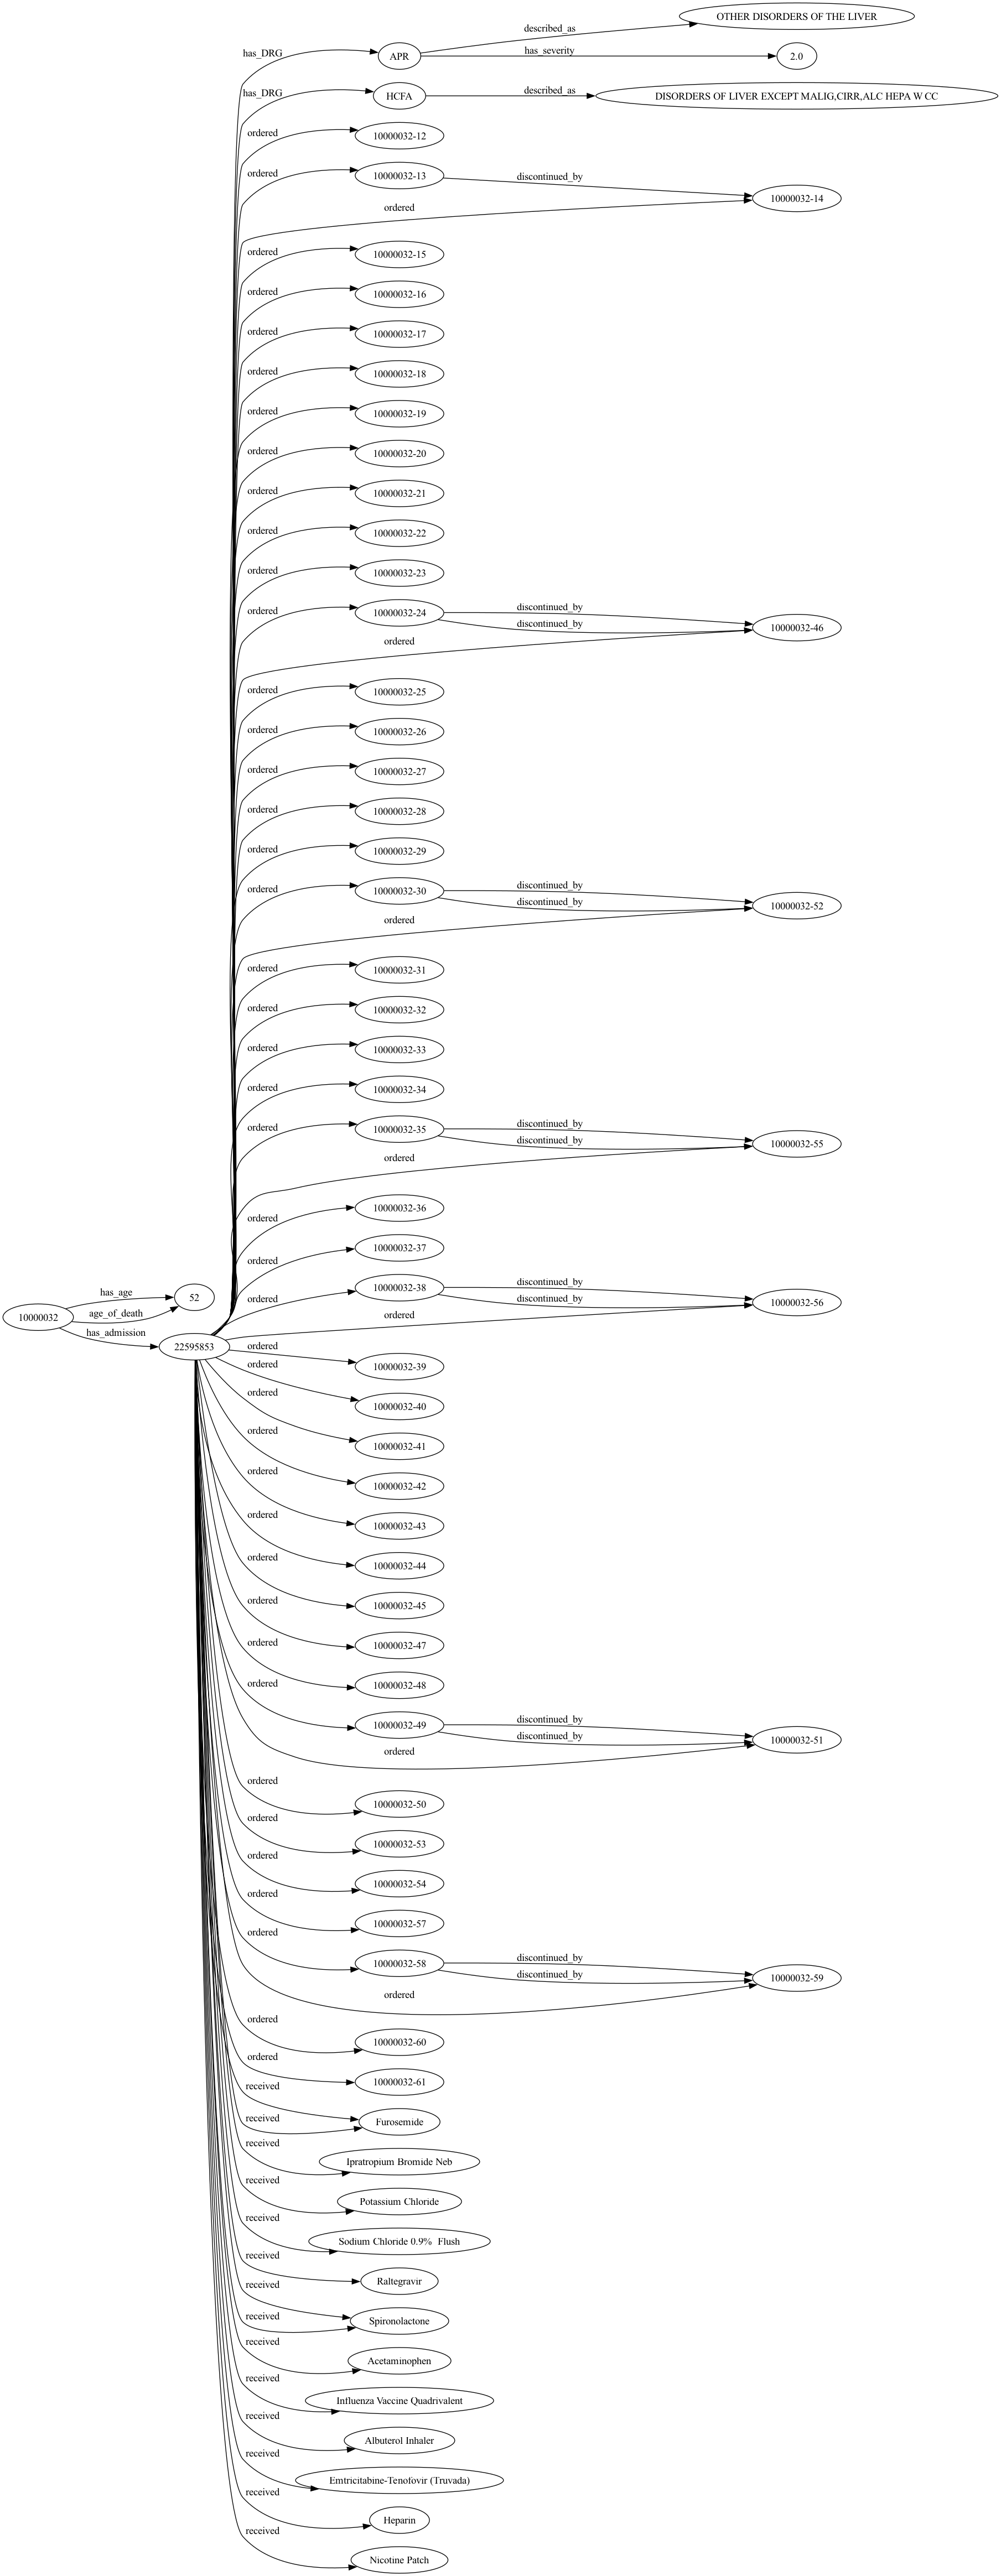 OTHER DISORDERS OF THE LIVER
described_as
has_DRG
APR
has_severity
2.0
has_DRG
HCFA
described_as
DISORDERS OF LIVER EXCEPT MALIG,CIRR,ALC HEPA W CC
ordered
10000032-12
ordered
10000032-13
discontinued_by
10000032-14
ordered
ordered
10000032-15
ordered
10000032-16
ordered
10000032-17
ordered
10000032-18
ordered
10000032-19
ordered
10000032-20
ordered
10000032-21
ordered
10000032-22
ordered
10000032-23
ordered
10000032-24
discontinued_by
discontinued_by
10000032-46
ordered
ordered
10000032-25
ordered
10000032-26
ordered
10000032-27
ordered
10000032-28
ordered
10000032-29
ordered
10000032-30
discontinued_by
discontinued_by
10000032-52
ordered
ordered
10000032-31
ordered
10000032-32
ordered
10000032-33
ordered
10000032-34
ordered
10000032-35
discontinued_by
discontinued_by
10000032-55
ordered
ordered
10000032-36
ordered
10000032-37
ordered
10000032-38
discontinued_by
discontinued_by
10000032-56
ordered
10000032
has_age
52
age_of_death
has_admission
22595853
ordered
10000032-39
ordered
10000032-40
ordered
10000032-41
ordered
10000032-42
ordered
10000032-43
ordered
10000032-44
ordered
10000032-45
ordered
10000032-47
ordered
10000032-48
ordered
10000032-49
discontinued_by
discontinued_by
10000032-51
ordered
ordered
10000032-50
ordered
10000032-53
ordered
10000032-54
ordered
10000032-57
ordered
10000032-58
discontinued_by
discontinued_by
10000032-59
ordered
ordered
10000032-60
ordered
10000032-61
received
received
Furosemide
received
Ipratropium Bromide Neb
received
Potassium Chloride
received
Sodium Chloride 0.9%  Flush
received
Raltegravir
received
received
Spironolactone
received
Acetaminophen
received
Influenza Vaccine Quadrivalent
received
Albuterol Inhaler
received
Emtricitabine-Tenofovir (Truvada)
received
Heparin
received
Nicotine Patch